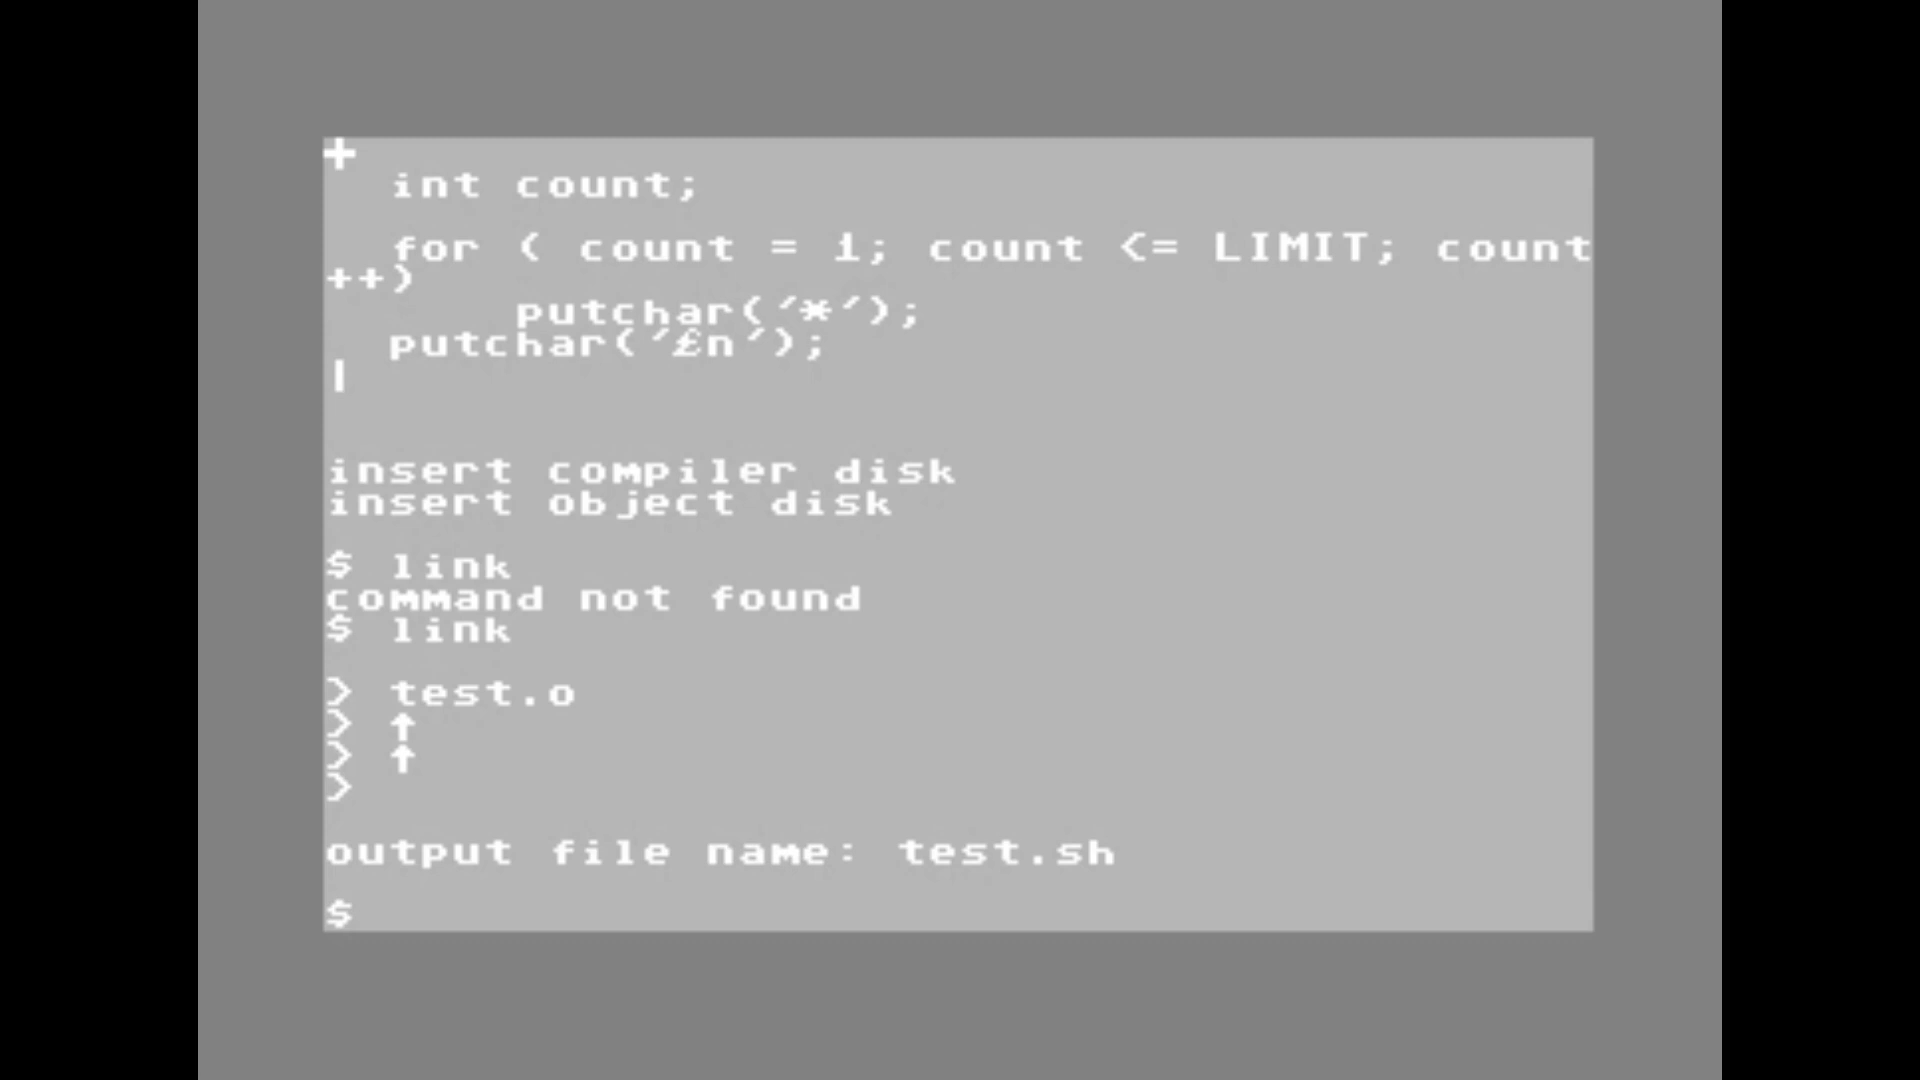 +
int count;
for ( count = 1; count <= LIMIT; count
++)
putchar('*');
putchar('£n');
|
insert compiler disk
insert object disk
$ link
command not found
$ link
> test.o
> ↑
> ↑
>
output file name: test.sh
$